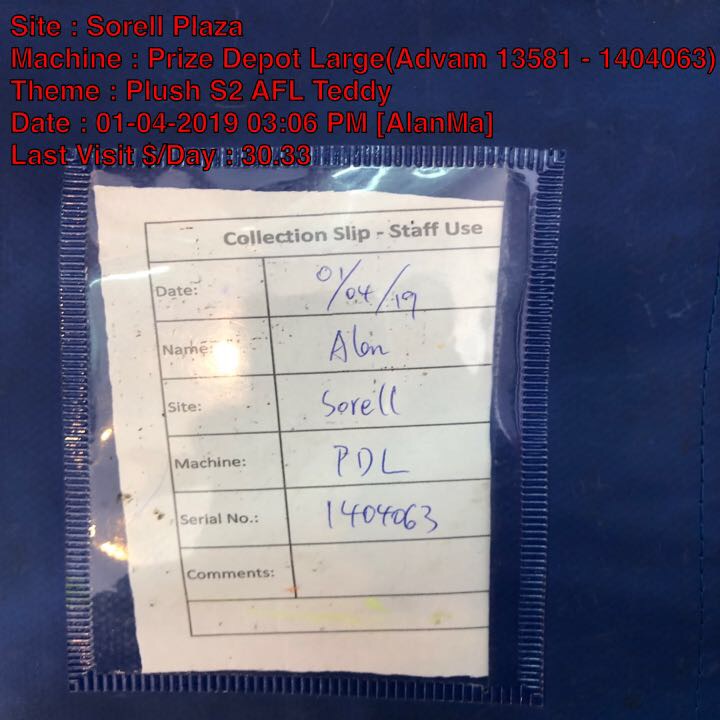 Site : Sorell Plaza
Machine : Prize Depot Large(Advam 13581 - 1404063)
Theme : Plush S2 AFL Teddy
Date : 01-04-2019 03:06 PM [AlanMa]
Last Visit $/Day : 30.33
Collection Slip - Staff Use
Date: 01/04/19
Name: Alan
Site: Sorell
Machine: PDL
Serial No.: 1404063
Comments: